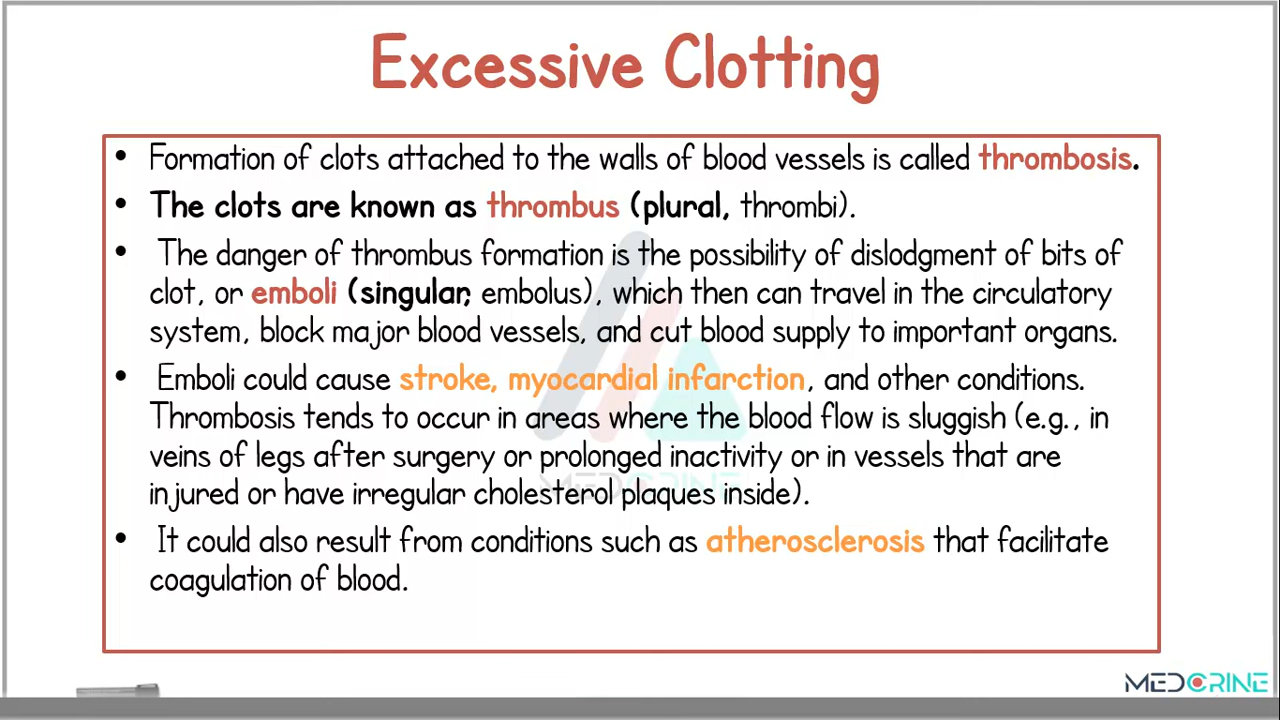 Excessive Clotting
• Formation of clots attached to the walls of blood vessels is called thrombosis.
• The clots are known as thrombus (plural, thrombi).
• The danger of thrombus formation is the possibility of dislodgment of bits of
clot, or emboli (singular, embolus), which then can travel in the circulatory
system, block major blood vessels, and cut blood supply to important organs.
• Emboli could cause stroke, myocardial infarction, and other conditions.
Thrombosis tends to occur in areas where the blood flow is sluggish (e.g., in
veins of legs after surgery or prolonged inactivity or in vessels that are
injured or have irregular cholesterol plaques inside).
• It could also result from conditions such as atherosclerosis that facilitate
coagulation of blood.
MEDCRINE
MEDCRINE